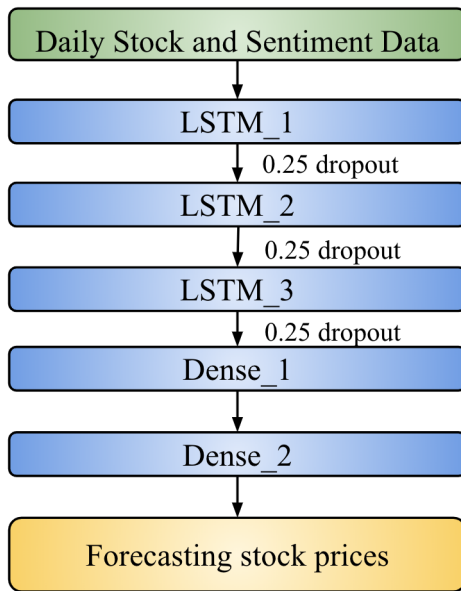 Daily Stock and Sentiment Data
LSTM_1
0.25 dropout
LSTM_2
0.25 dropout
LSTM_3
0.25 dropout
Dense_1
Dense_2
Forecasting stock prices